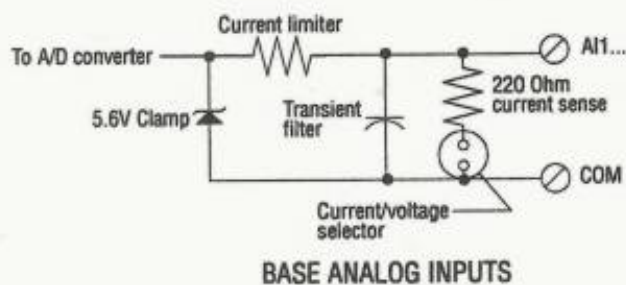 Current limiter
To A/D converter
AI1...
220 Ohm
current sense
5.6V Clamp
Transient
filter
COM
Current/voltage
selector
BASE ANALOG INPUTS